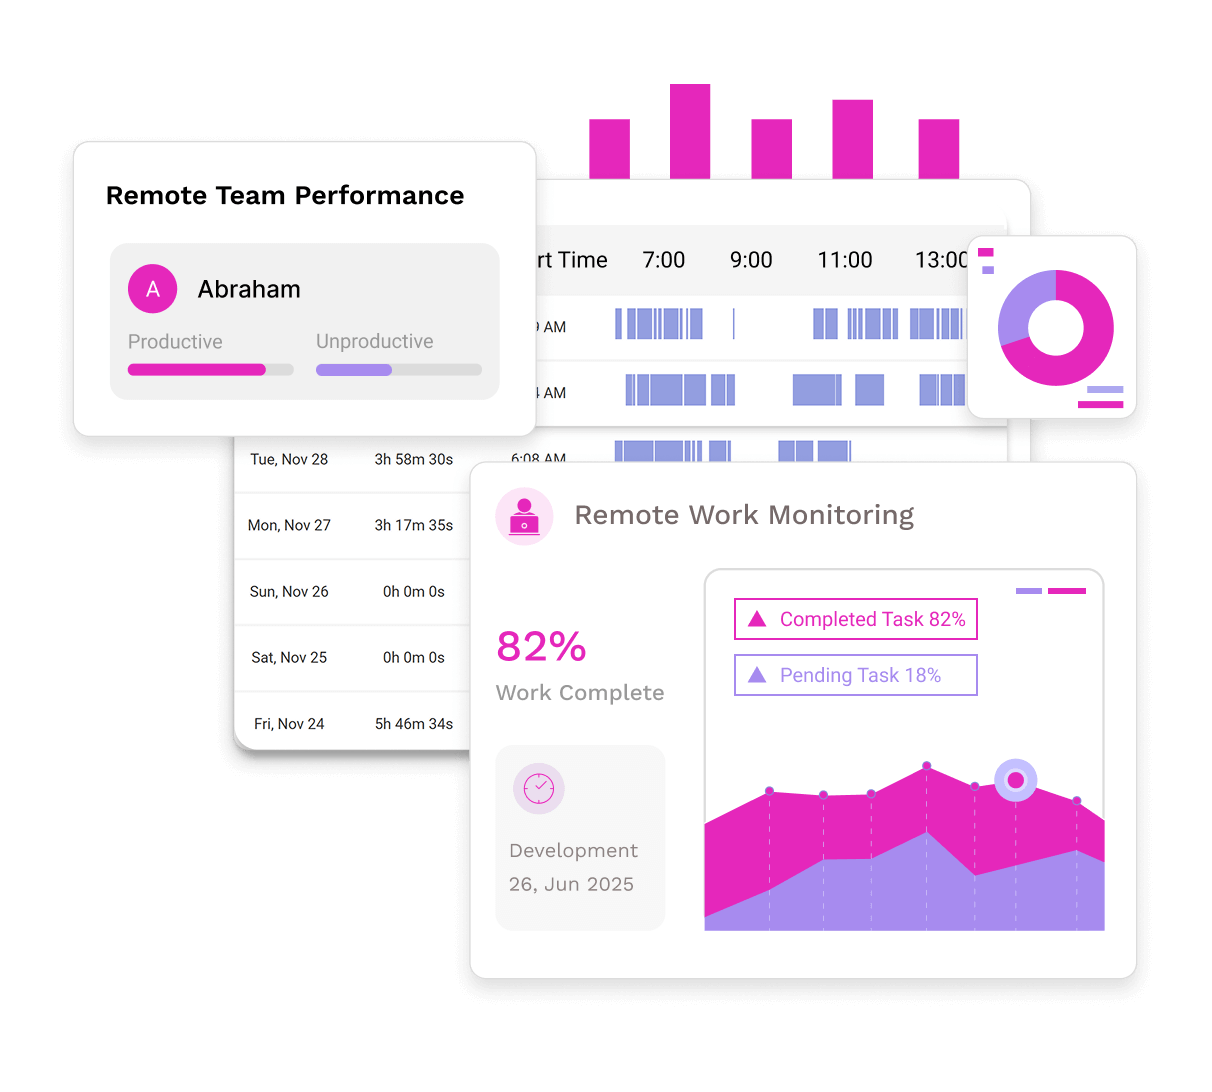 Remote Team Performance
A
Abraham
Productive
Unproductive
rt Time 7:00 9:00 11:00 13:00
9 AM
4 AM
Tue, Nov 28 3h 58m 30s 6:08 AM
Mon, Nov 27 3h 17m 35s
Sun, Nov 26 0h 0m 0s
Sat, Nov 25 0h 0m 0s
Fri, Nov 24 5h 46m 34s
Remote Work Monitoring
82%
Work Complete
Development
26, Jun 2025
Completed Task 82%
Pending Task 18%